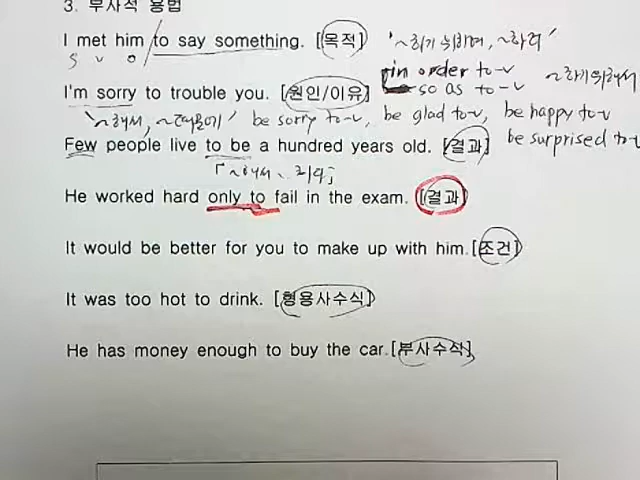 3. 부사적 용법
I met him to say something. [목적] '~하기 위하여, ~하러'
S v o
in order to-v ~하기위해서
I'm sorry to trouble you. [원인/이유] so as to-v
'~해서, ~때문에' be sorry to-v, be glad to-v, be happy to-v
be surprised to-v
Few people live to be a hundred years old. [결과]
「~해서,
He worked hard only to fail in the exam. [결과]
It would be better for you to make up with him.[조건]
It was too hot to drink. [형용사수식]
He has money enough to buy the car.[부사수식]